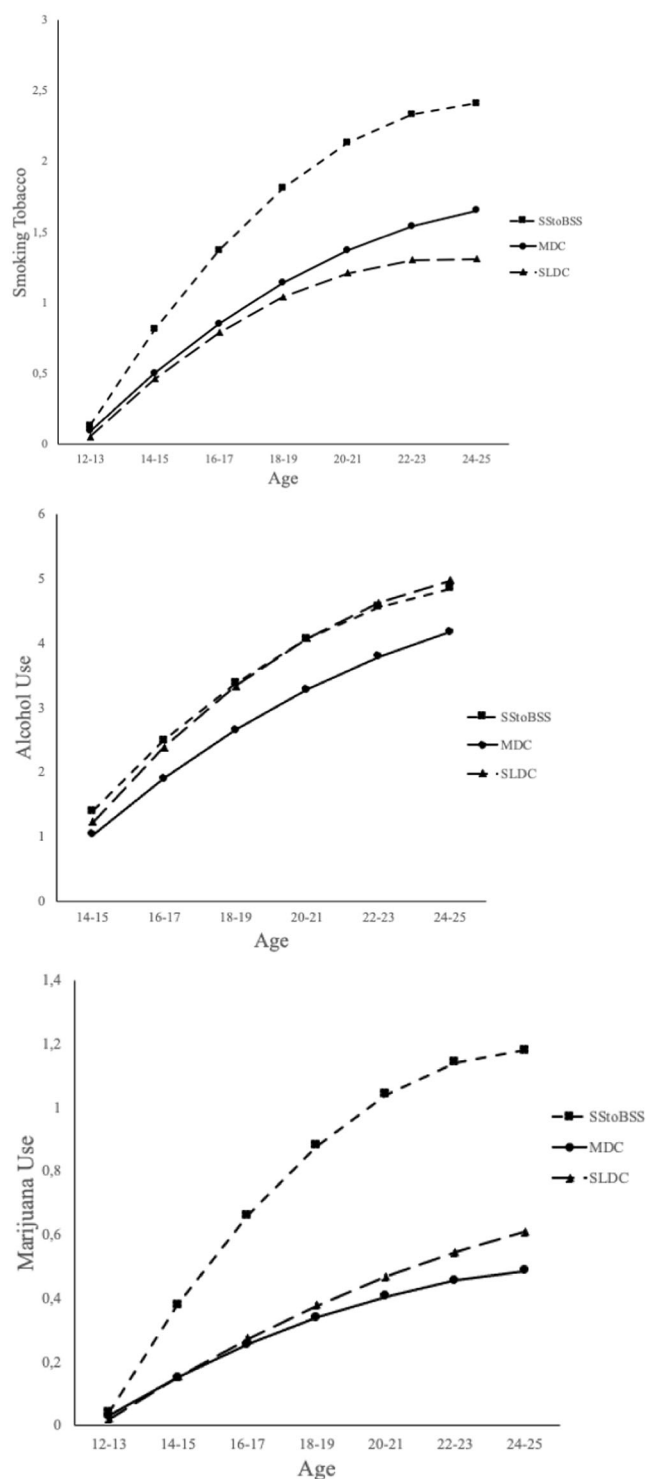 3
2,5
2
1,5
1
0,5
0
Smoking Tobacco
12-13 14-15 16-17 18-19 20-21 22-23 24-25
Age
SStoBSS
MDC
SLDC
6
5
4
3
2
1
0
Alcohol Use
14-15 16-17 18-19 20-21 22-23 24-25
Age
SStoBSS
MDC
SLDC
1,4
1,2
1
0,8
0,6
0,4
0,2
0
Marijuana Use
12-13 14-15 16-17 18-19 20-21 22-23 24-25
Age
SStoBSS
MDC
SLDC